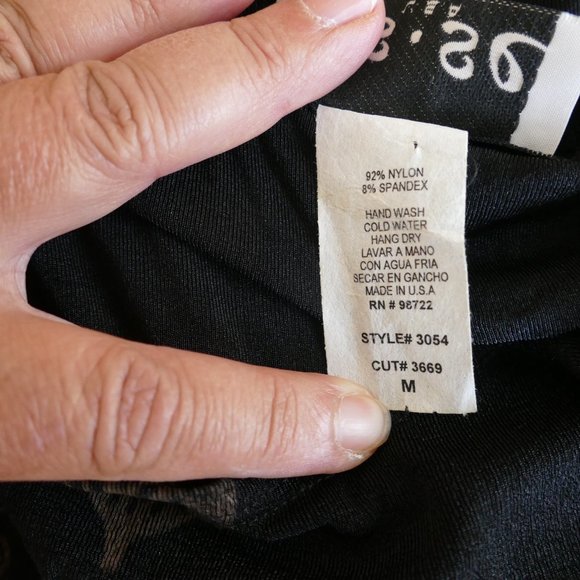 92% NYLON
8% SPANDEX
HAND WASH
COLD WATER
HANG DRY
LAVAR A MANO
CON AGUA FRIA
SECAR EN GANCHO
MADE IN U.S.A
RN # 98722
STYLE# 3054
CUT# 3669
M